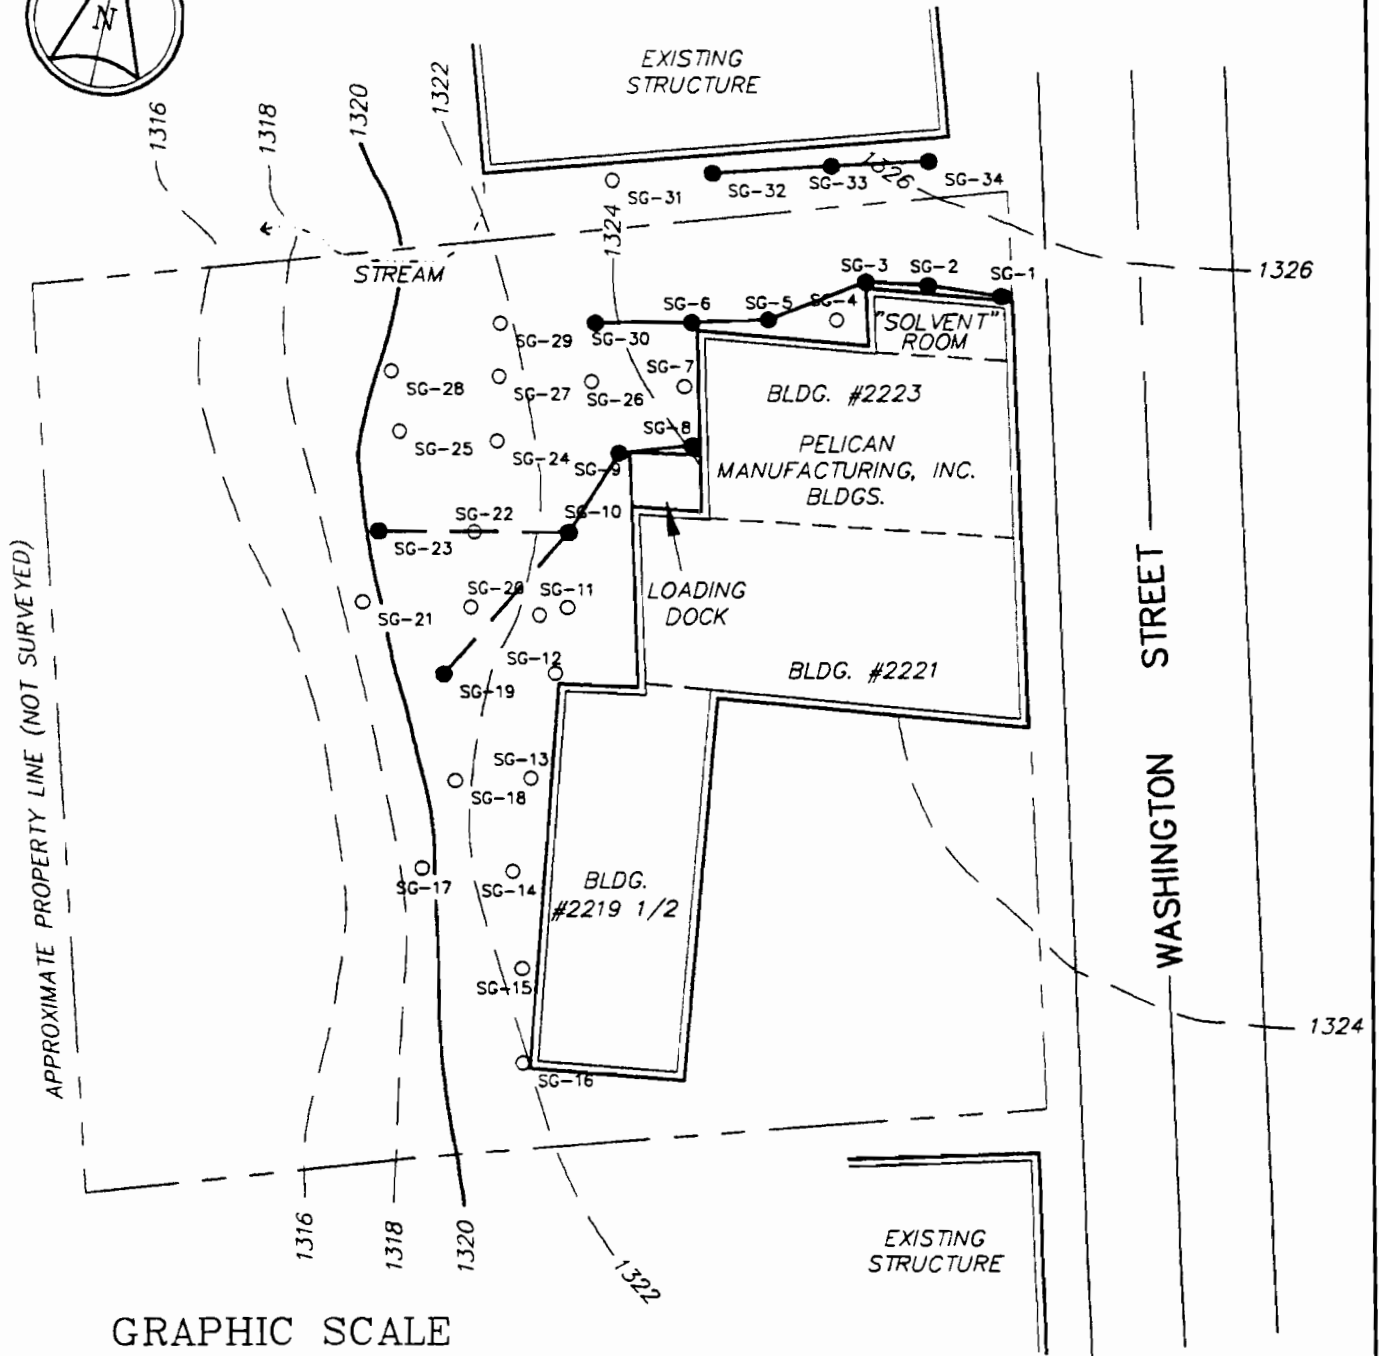 N
1316
1318
1320
1322
EXISTING
STRUCTURE
1326
SG-31
SG-32
SG-33
SG-34
1324
STREAM
1326
SG-3
SG-2
SG-1
SG-6
SG-5
SG-4
"SOLVENT"
ROOM
SG-29
SG-30
SG-28
SG-27
SG-26
SG-7
BLDG. #2223
SG-25
SG-24
SG-9
SG-8
PELICAN
MANUFACTURING, INC.
BLDGS.
SG-23
SG-22
SG-10
SG-21
SG-20
SG-11
LOADING
DOCK
SG-19
SG-12
BLDG. #2221
WASHINGTON STREET
APPROXIMATE PROPERTY LINE (NOT SURVEYED)
SG-18
SG-13
SG-17
SG-14
BLDG.
#2219 1/2
SG-15
SG-16
1324
1316
1318
1320
1322
EXISTING
STRUCTURE
GRAPHIC SCALE